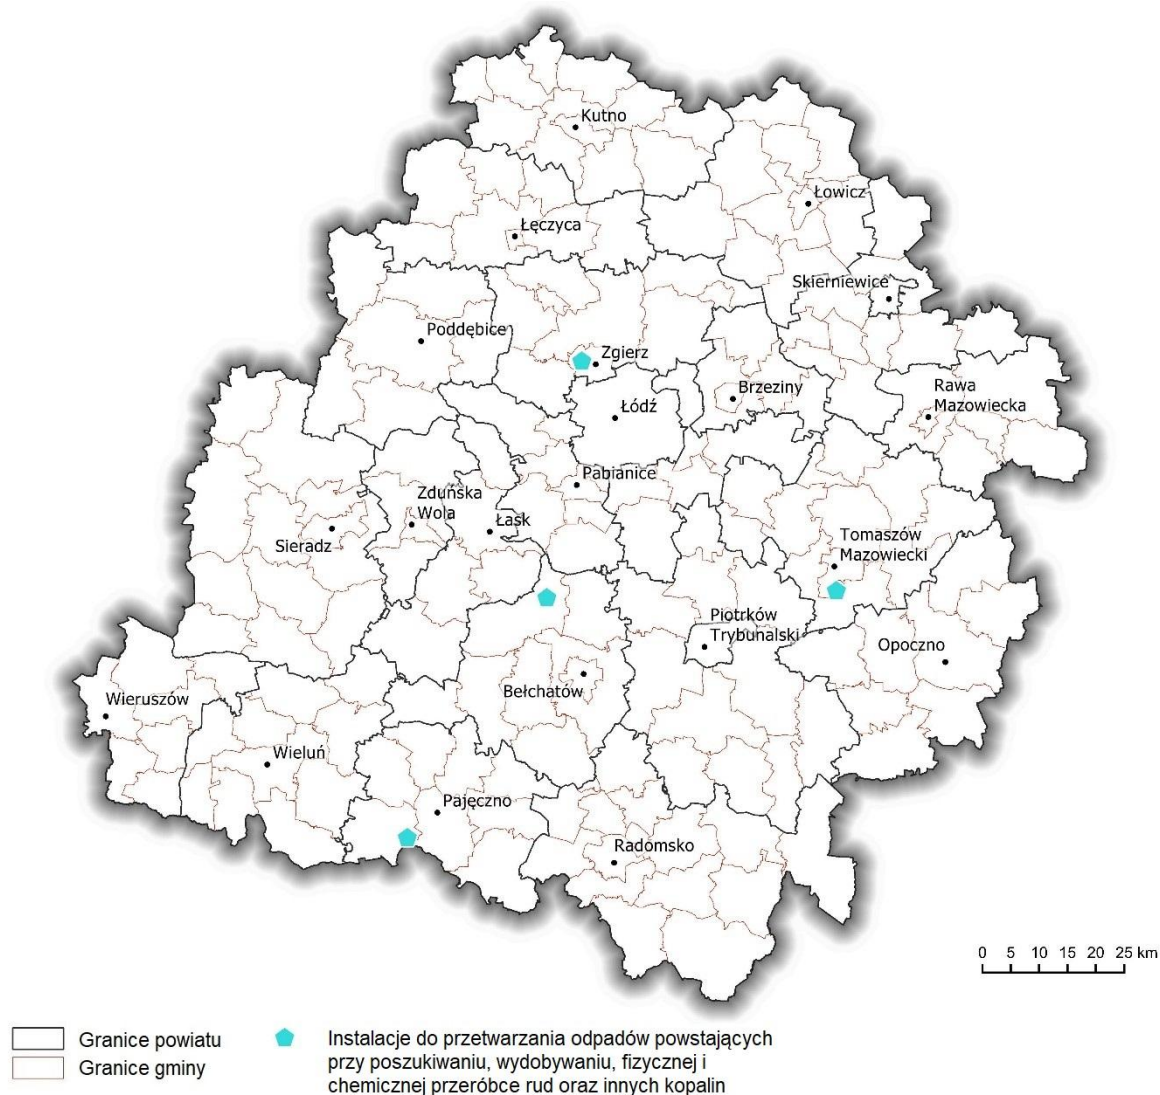 Kutno
Łowicz
Łęczyca
Skierniewice
Poddębice
Zgierz
Brzeziny
Rawa
Mazowiecka
Łódź
Pabianice
Zduńska
Wola
Łask
Sieradz
Tomaszów
Mazowiecki
Piotrków
Trybunalski
Opoczno
Bełchatów
Wieruszów
Wieluń
Pajęczno
Radomsko
0 5 10 15 20 25 km
Granice powiatu
Granice gminy
Instalacje do przetwarzania odpadów powstających
przy poszukiwaniu, wydobywaniu, fizycznej i
chemicznej przeróbce rud oraz innych kopalin